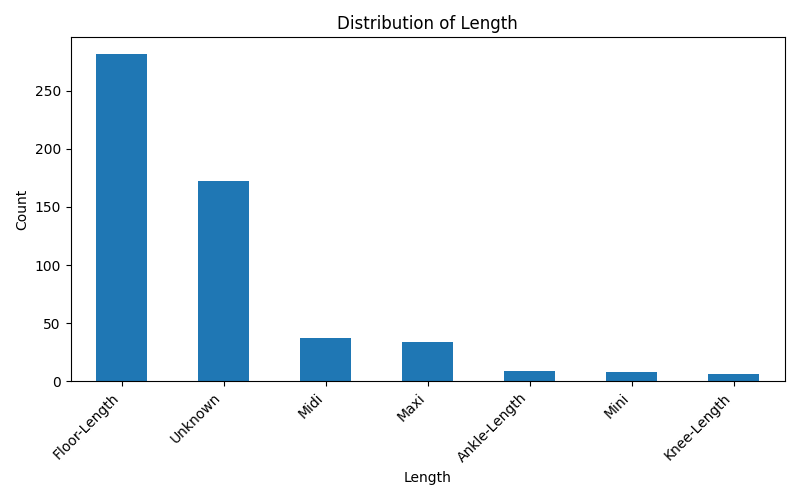 Distribution of Length
Count
250
200
150
100
50
0
Floor-Length
Unknown
Midi
Maxi
Ankle-Length
Mini
Knee-Length
Length